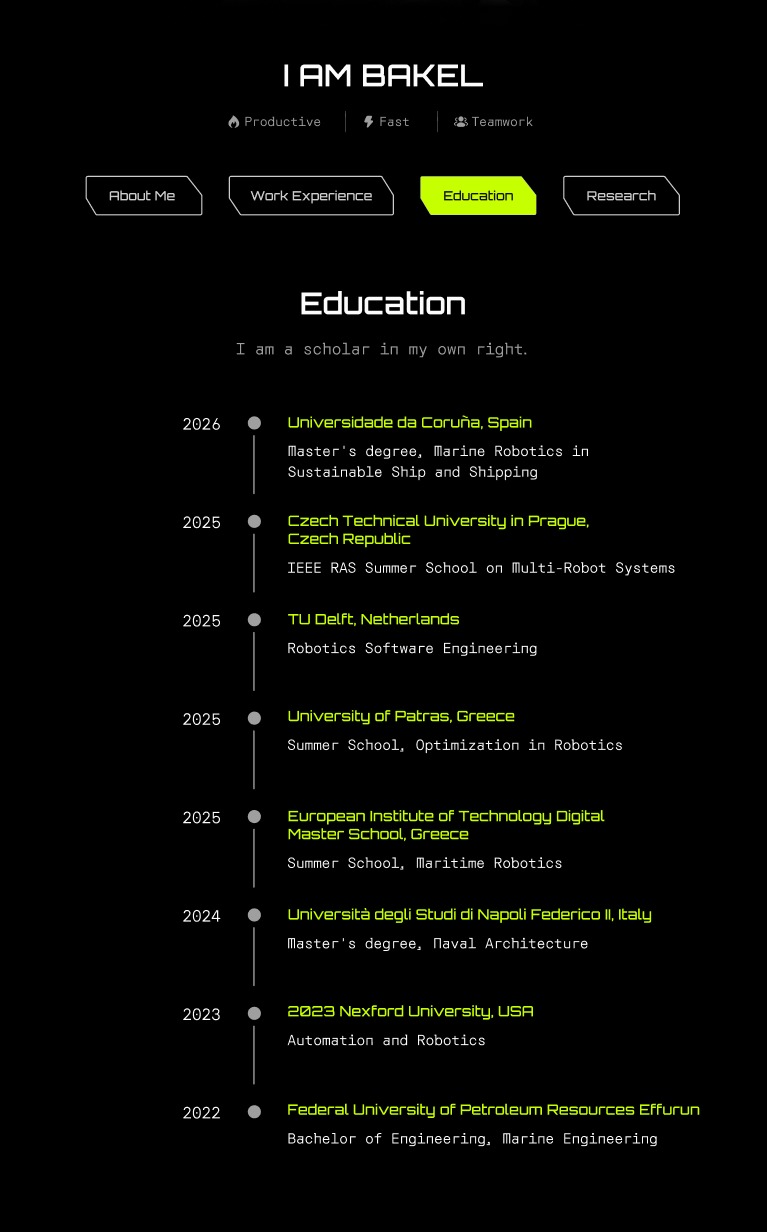 I AM BAKEL
Productive
Fast
Teamwork
About Me
Work Experience
Education
Research
Education
I am a scholar in my own right.
2026
Universidade da Coruña, Spain
Master's degree, Marine Robotics in
Sustainable Ship and Shipping
2025
Czech Technical University in Prague,
Czech Republic
IEEE RAS Summer School on Multi-Robot Systems
2025
TU Delft, Netherlands
Robotics Software Engineering
2025
University of Patras, Greece
Summer School, Optimization in Robotics
2025
European Institute of Technology Digital
Master School, Greece
Summer School, Maritime Robotics
2024
Università degli Studi di Napoli Federico II, Italy
Master's degree, Naval Architecture
2023
2023 Nexford University, USA
Automation and Robotics
2022
Federal University of Petroleum Resources Effurun
Bachelor of Engineering, Marine Engineering